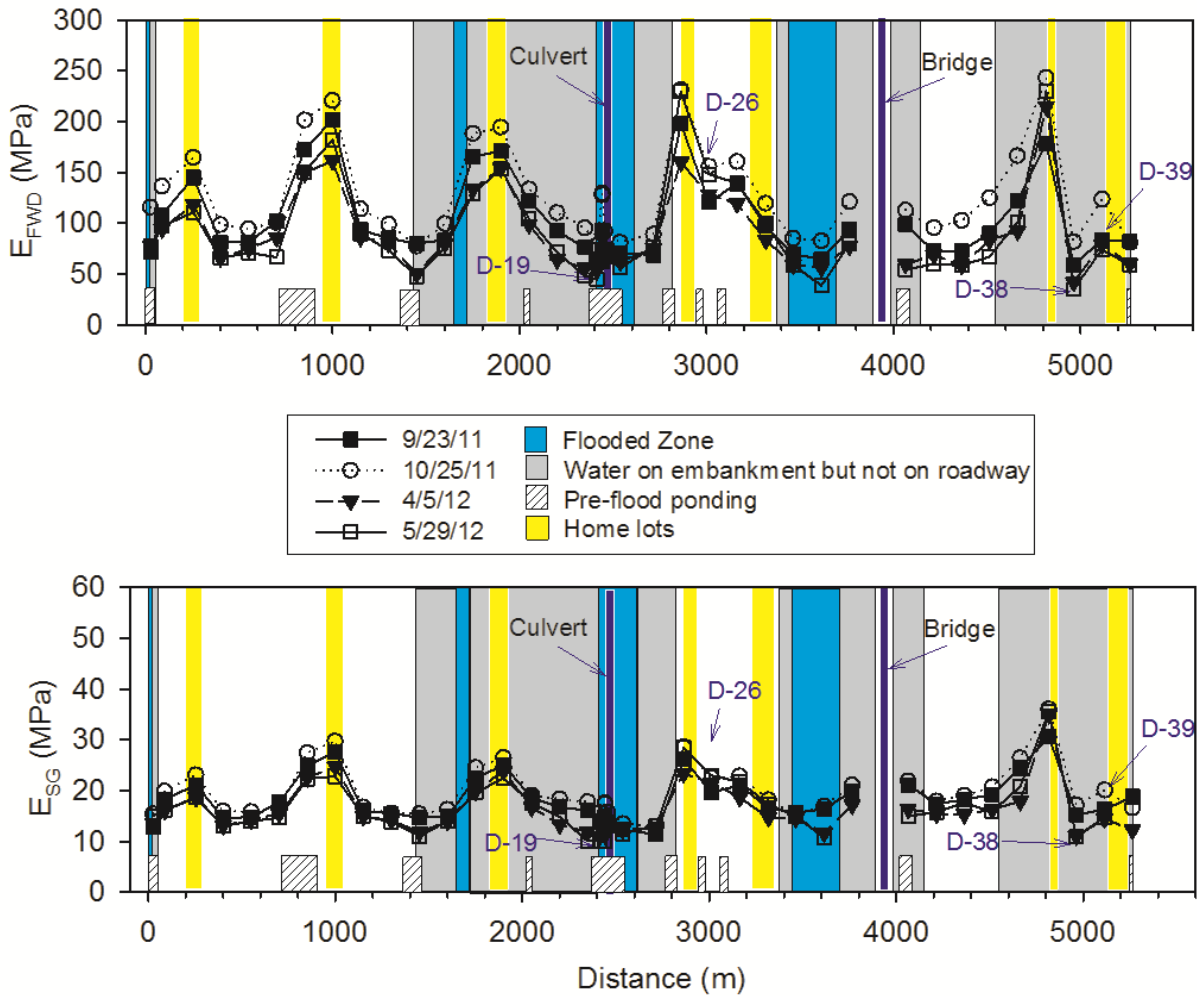 300
250
200
150
100
50
0
E_FWD (MPa)
Culvert
D-26
Bridge
D-39
D-19
D-38
0 1000 2000 3000 4000 5000
9/23/11
10/25/11
4/5/12
5/29/12
Flooded Zone
Water on embankment but not on roadway
Pre-flood ponding
Home lots
60
50
40
30
20
10
0
E_SG (MPa)
Culvert
Bridge
D-26
D-39
D-19
D-38
0 1000 2000 3000 4000 5000
Distance (m)